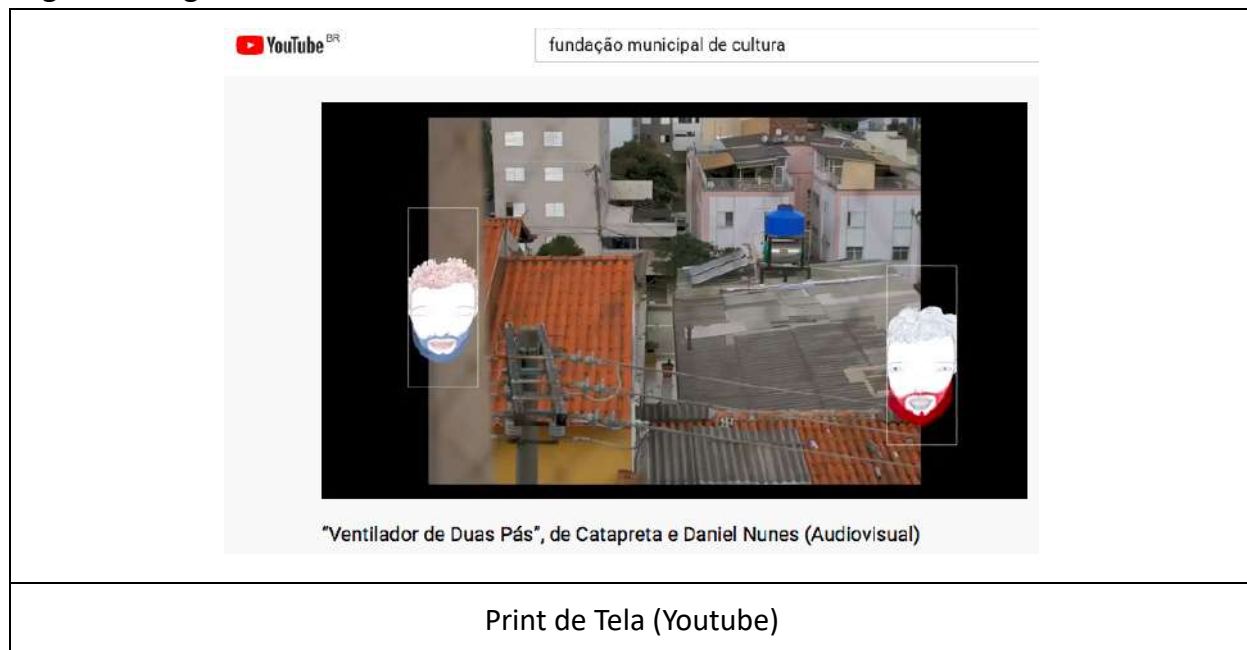 YouTube BR
fundação municipal de cultura
"Ventilador de Duas Pás", de Catapreta e Daniel Nunes (Audiovisual)
Print de Tela (Youtube)